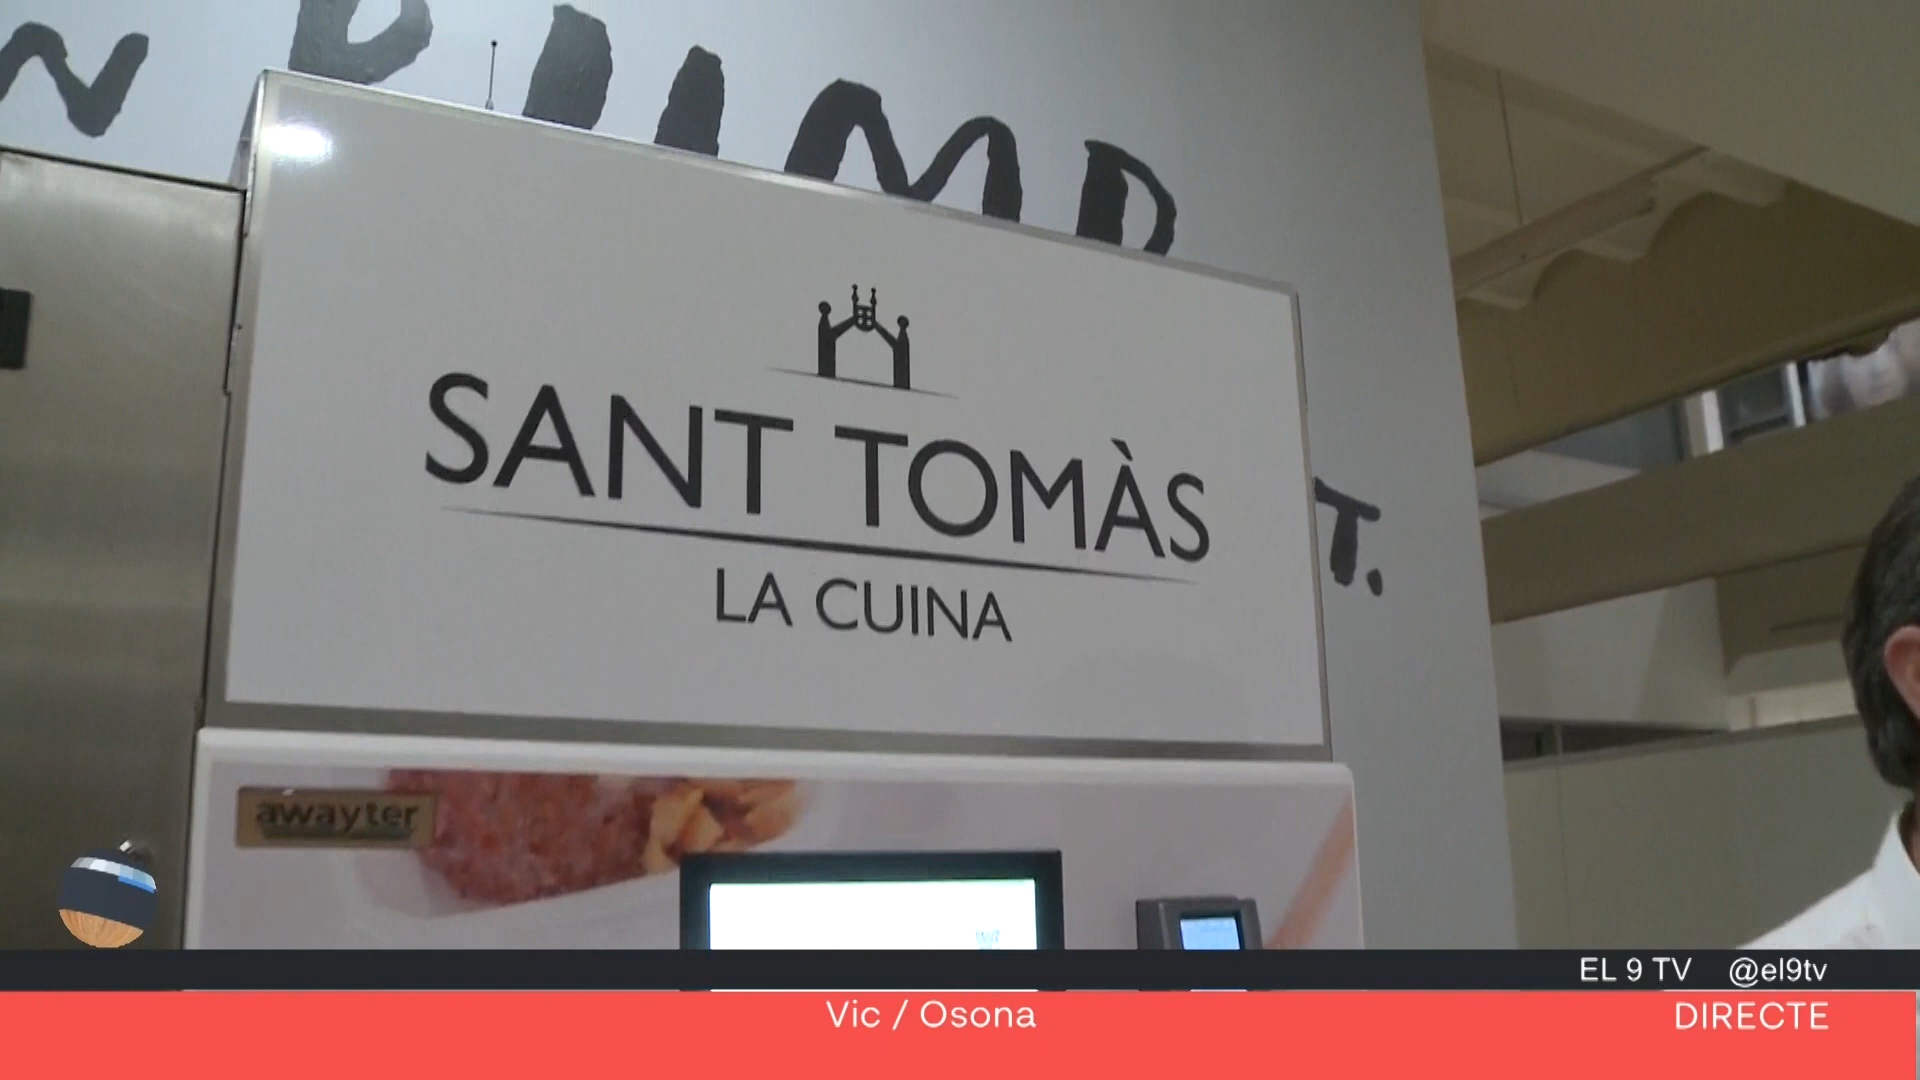 SANT TOMÀS
LA CUINA
T.
awayter
EL 9 TV @el9tv
Vic / Osona
DIRECTE